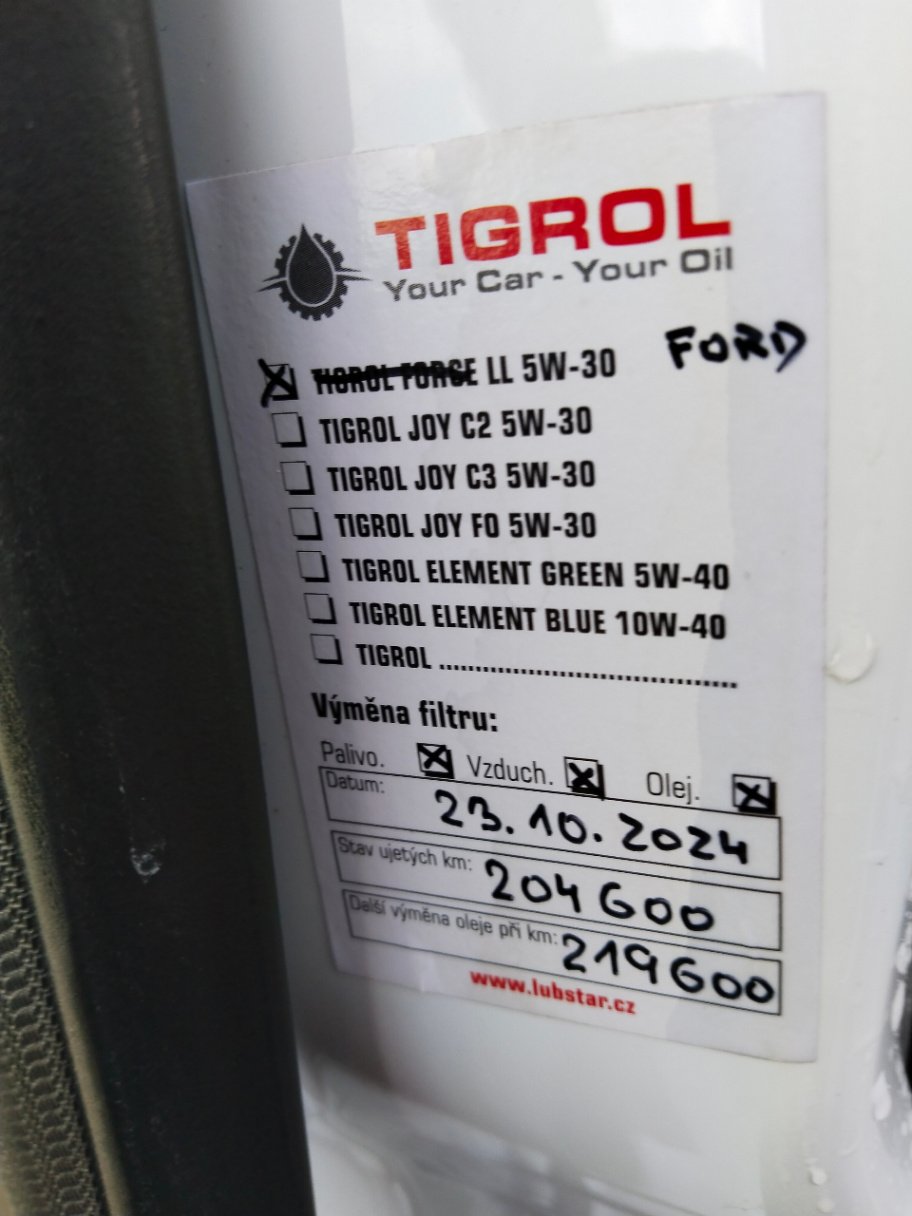 TIGROL
Your Car - Your Oil
TIGROL FORCE LL 5W-30 FORD
TIGROL JOY C2 5W-30
TIGROL JOY C3 5W-30
TIGROL JOY FO 5W-30
TIGROL ELEMENT GREEN 5W-40
TIGROL ELEMENT BLUE 10W-40
TIGROL ........................................
Výměna filtru:
Palivo. Vzduch. Olej.
Datum: 23.10.2024
Stav ujetých km: 204600
Další výměna oleje při km: 219600
www.lubstar.cz